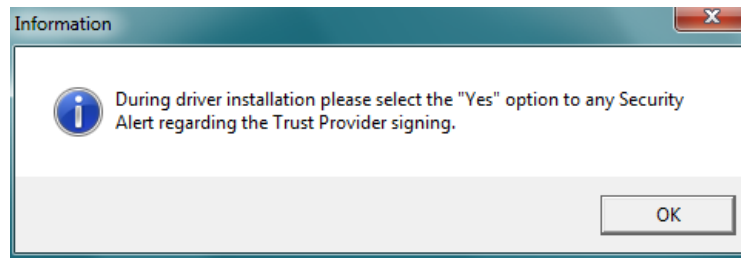 Information
During driver installation please select the "Yes" option to any Security
Alert regarding the Trust Provider signing.
OK